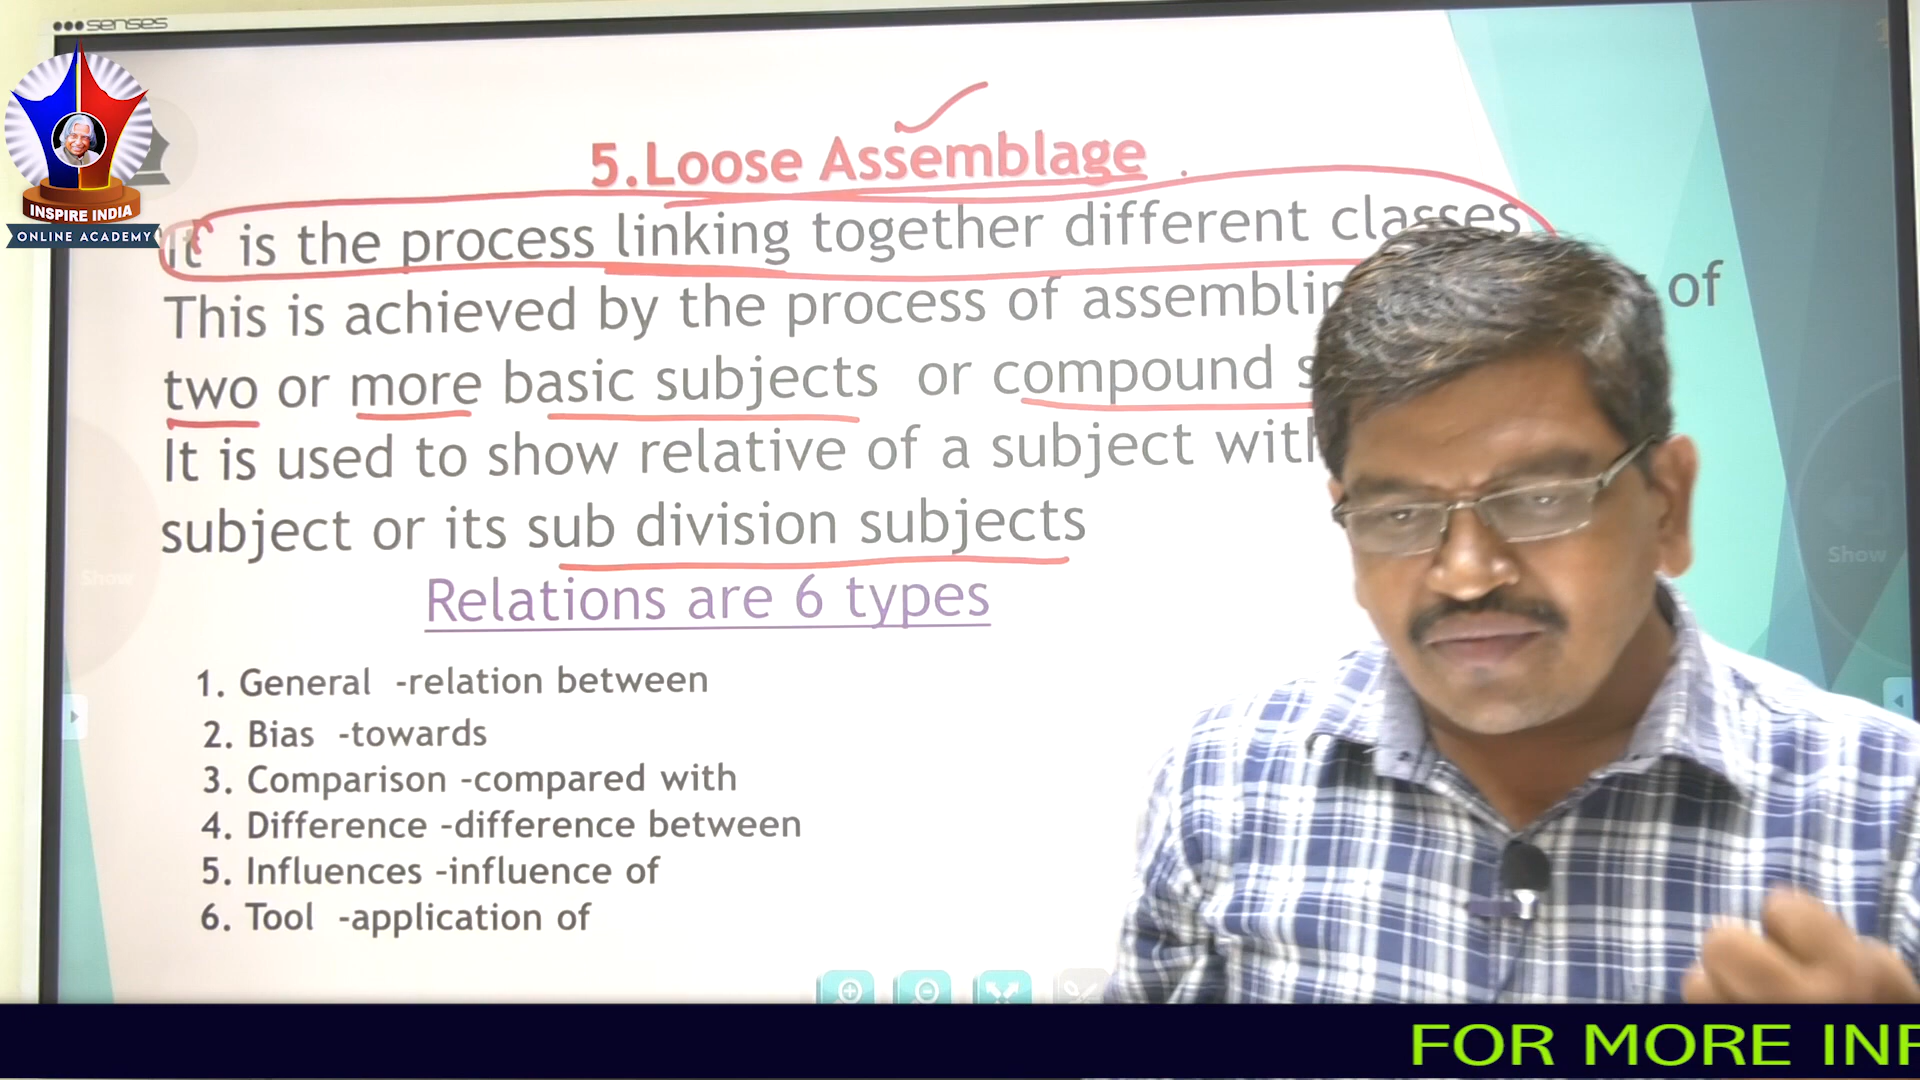 senses
INSPIRE INDIA
ONLINE ACADEMY
5.Loose Assemblage
It is the process linking together different classes
This is achieved by the process of of
two or more basic subjects or compound
It is used to show relative of a subject with
subject or its sub division subjects
Relations are 6 types
1. General -relation between
2. Bias -towards
3. Comparison -compared with
4. Difference -difference between
5. Influences -influence of
6. Tool -application of
Show
Show
FOR MORE